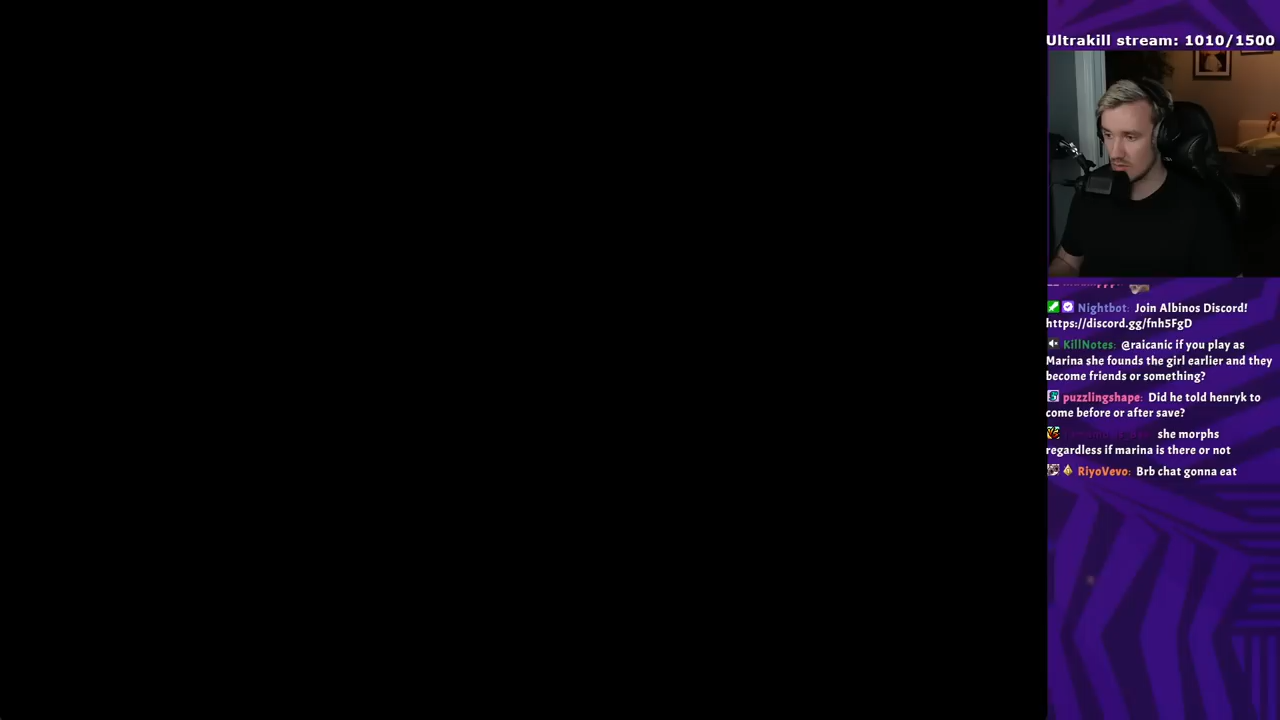 Ultrakill stream: 1010/1500
Nightbot: Join Albinos Discord!
https://discord.gg/fnh5FgD
KillNotes: @raicanic if you play as
Marina she founds the girl earlier and they
become friends or something?
puzzlingshape: Did he told henryk to
come before or after save?
she morphs
regardless if marina is there or not
RiyoVevo: Brb chat gonna eat